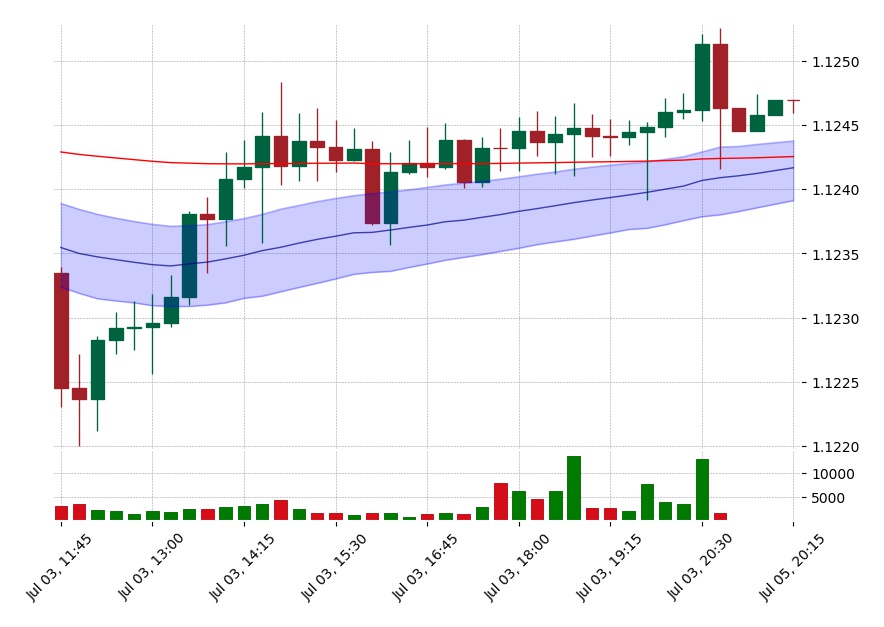 1.1250
1.1245
1.1240
1.1235
1.1230
1.1225
1.1220
10000
5000
Jul 03, 11:45
Jul 03, 13:00
Jul 03, 14:15
Jul 03, 15:30
Jul 03, 16:45
Jul 03, 18:00
Jul 03, 19:15
Jul 03, 20:30
Jul 05, 20:15